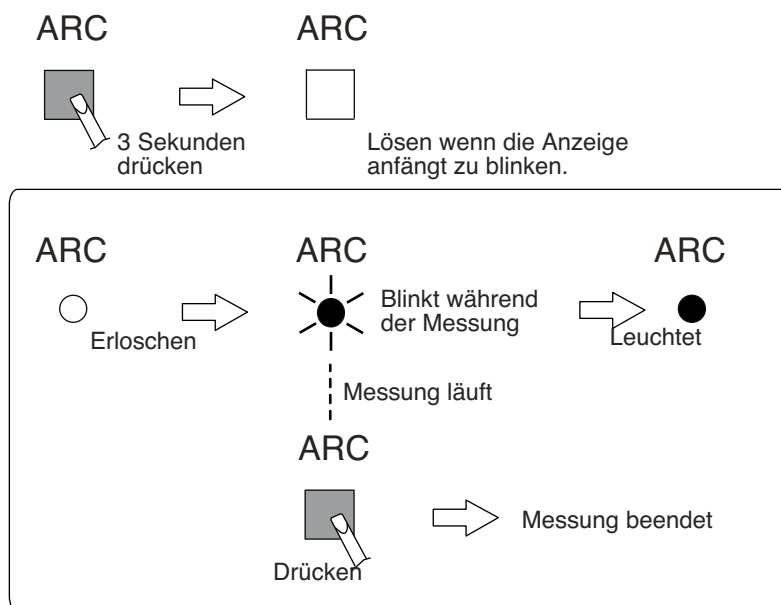 ARC
ARC
3 Sekunden
drücken
Lösen wenn die Anzeige
anfängt zu blinken.
ARC
ARC
ARC
Erloschen
Blinkt während
der Messung
Leuchtet
Messung läuft
ARC
Drücken
Messung beendet